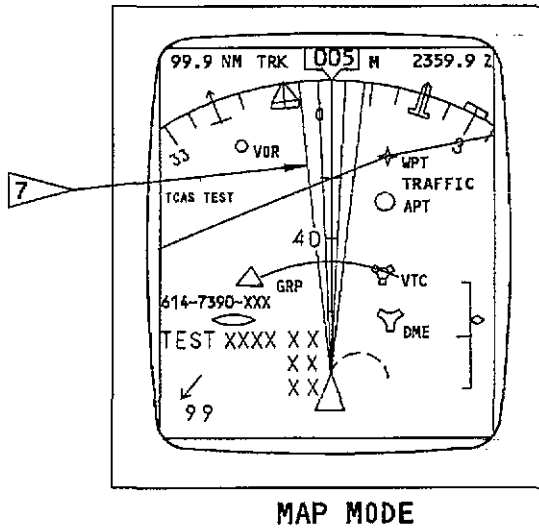 99.9 NM TRK 005 M 2359.9 Z
0
33
3
VOR
WPT
TRAFFIC
7
TCAS TEST
APT
40
GRP
VTC
614-7390-XXX
DME
TEST XXXX X X
X X
X X
99
MAP MODE